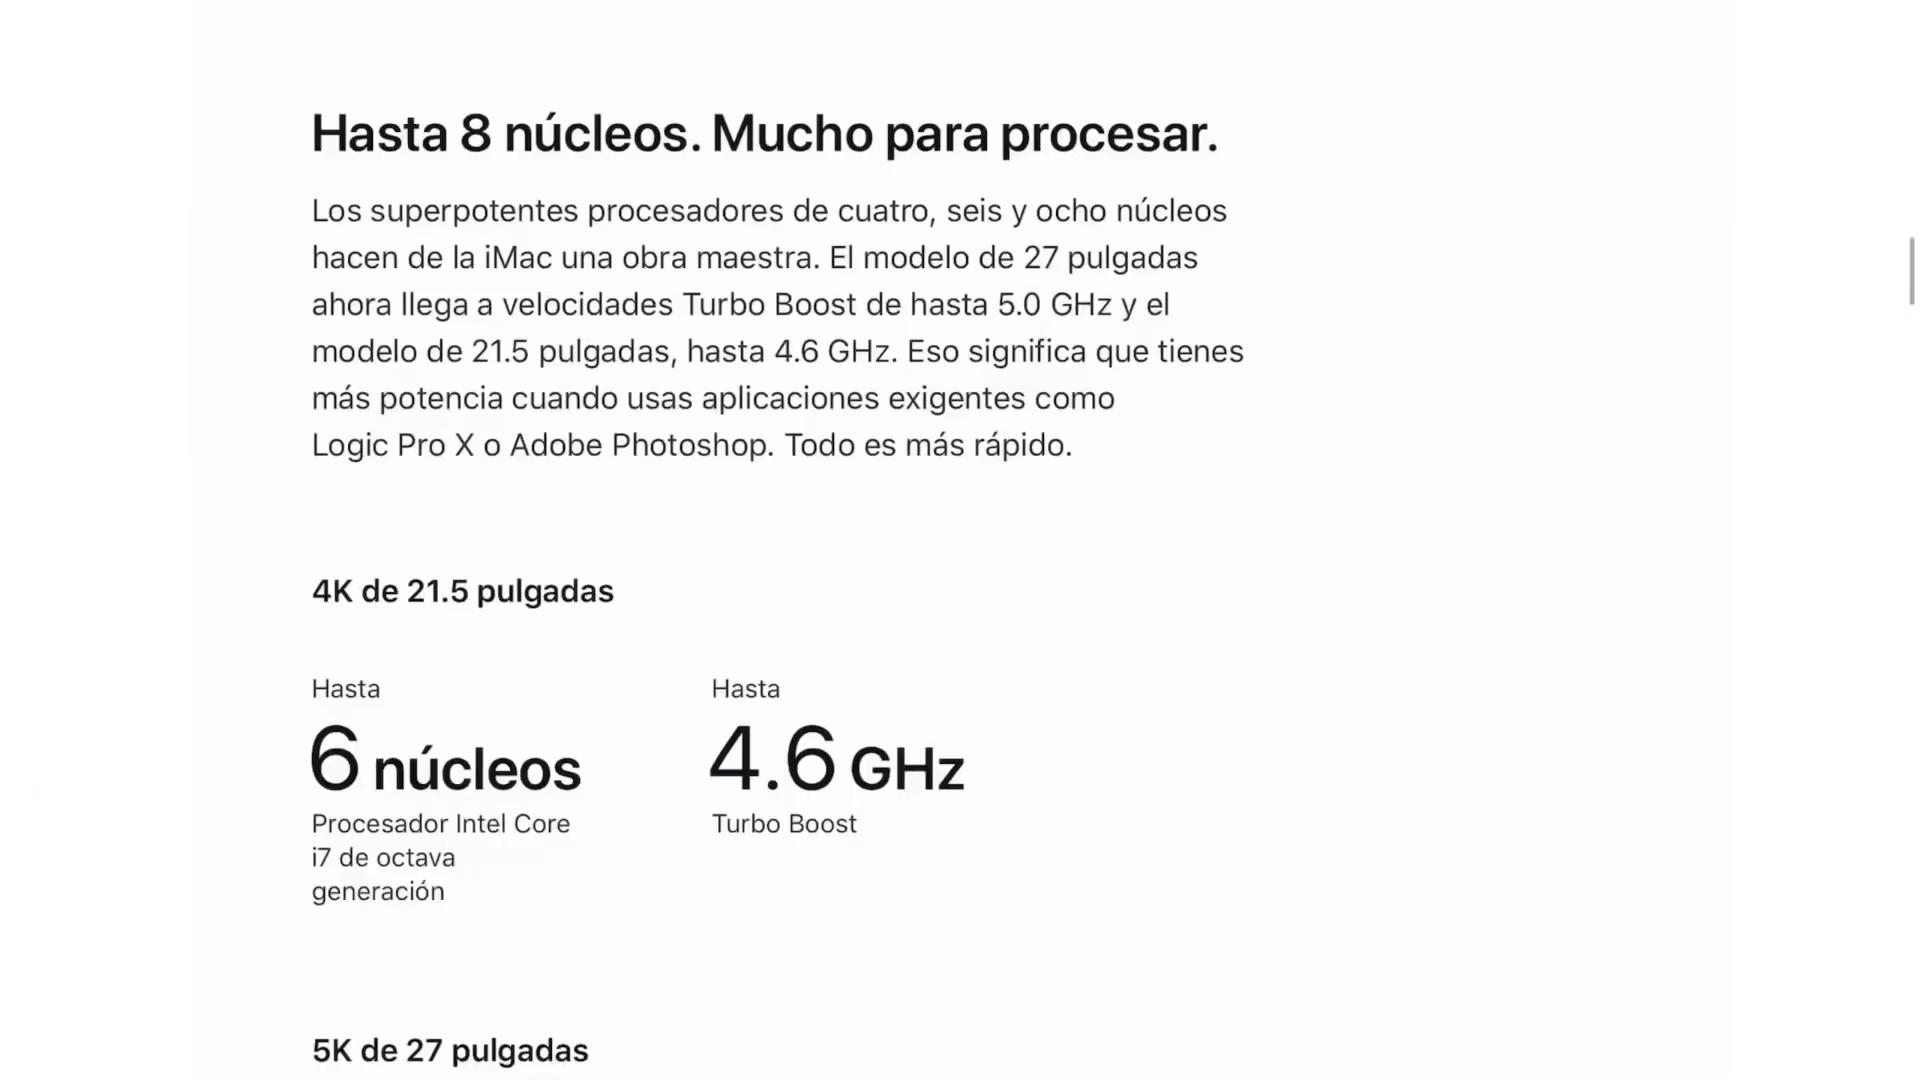 Hasta 8 núcleos. Mucho para procesar.
Los superpotentes procesadores de cuatro, seis y ocho núcleos
hacen de la iMac una obra maestra. El modelo de 27 pulgadas
ahora llega a velocidades Turbo Boost de hasta 5.0 GHz y el
modelo de 21.5 pulgadas, hasta 4.6 GHz. Eso significa que tienes
más potencia cuando usas aplicaciones exigentes como
Logic Pro X o Adobe Photoshop. Todo es más rápido.
4K de 21.5 pulgadas
Hasta
6 núcleos
Procesador Intel Core
i7 de octava
generación
Hasta
4.6 GHz
Turbo Boost
5K de 27 pulgadas